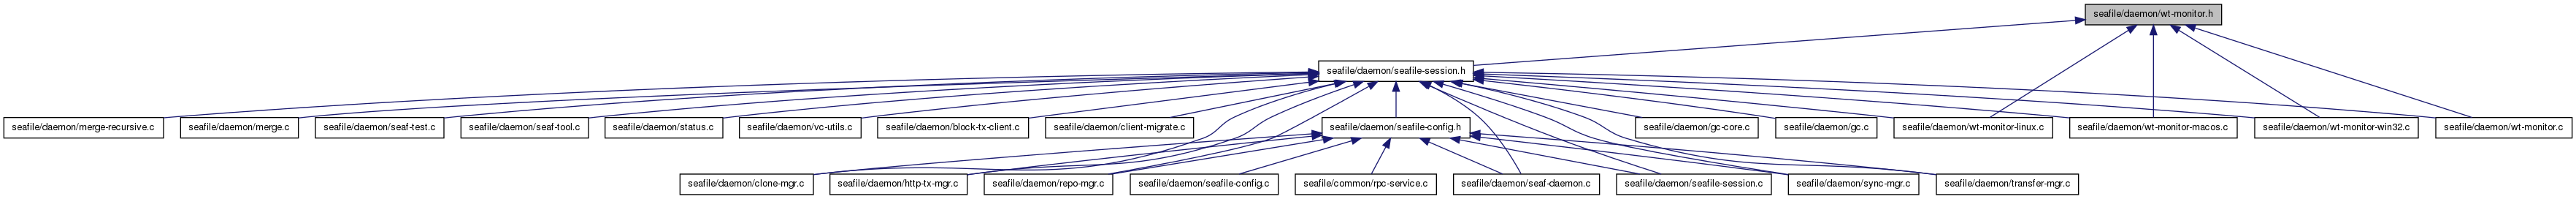 seafile/daemon/wt-monitor.h
seafile/daemon/seafile-session.h
seafile/daemon/merge-recursive.c
seafile/daemon/merge.c
seafile/daemon/seaf-test.c
seafile/daemon/seaf-tool.c
seafile/daemon/status.c
seafile/daemon/vc-utils.c
seafile/daemon/block-tx-client.c
seafile/daemon/client-migrate.c
seafile/daemon/seafile-config.h
seafile/daemon/gc-core.c
seafile/daemon/gc.c
seafile/daemon/wt-monitor-linux.c
seafile/daemon/wt-monitor-macos.c
seafile/daemon/wt-monitor-win32.c
seafile/daemon/wt-monitor.c
seafile/daemon/clone-mgr.c
seafile/daemon/http-tx-mgr.c
seafile/daemon/repo-mgr.c
seafile/daemon/seafile-config.c
seafile/common/rpc-service.c
seafile/daemon/seaf-daemon.c
seafile/daemon/seafile-session.c
seafile/daemon/sync-mgr.c
seafile/daemon/transfer-mgr.c